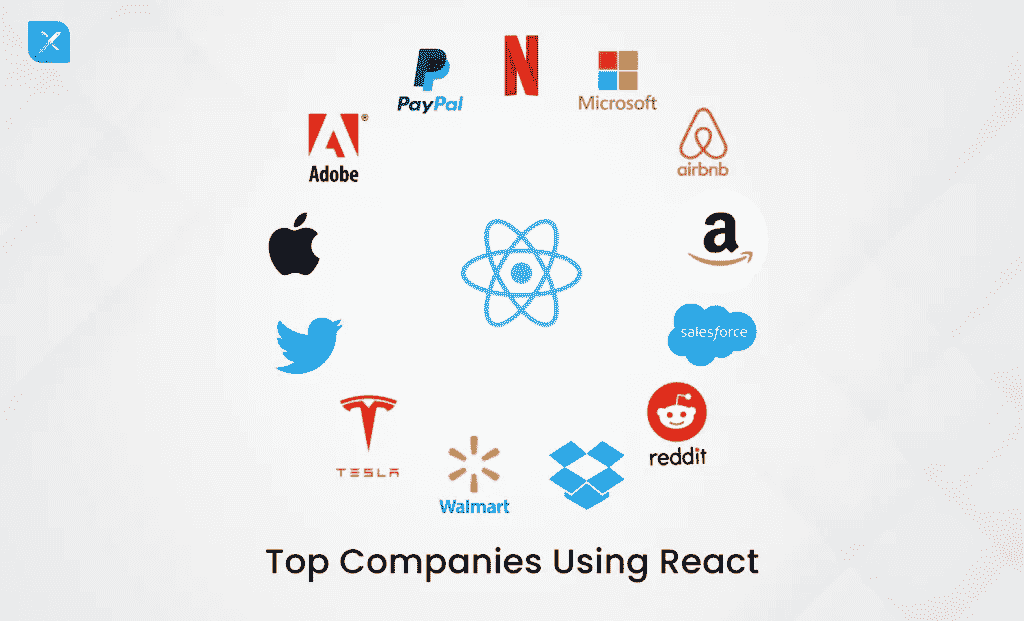 PayPal
N
Microsoft
Adobe®
airbnb
a
salesforce
reddit
TESLA
Walmart
Top Companies Using React